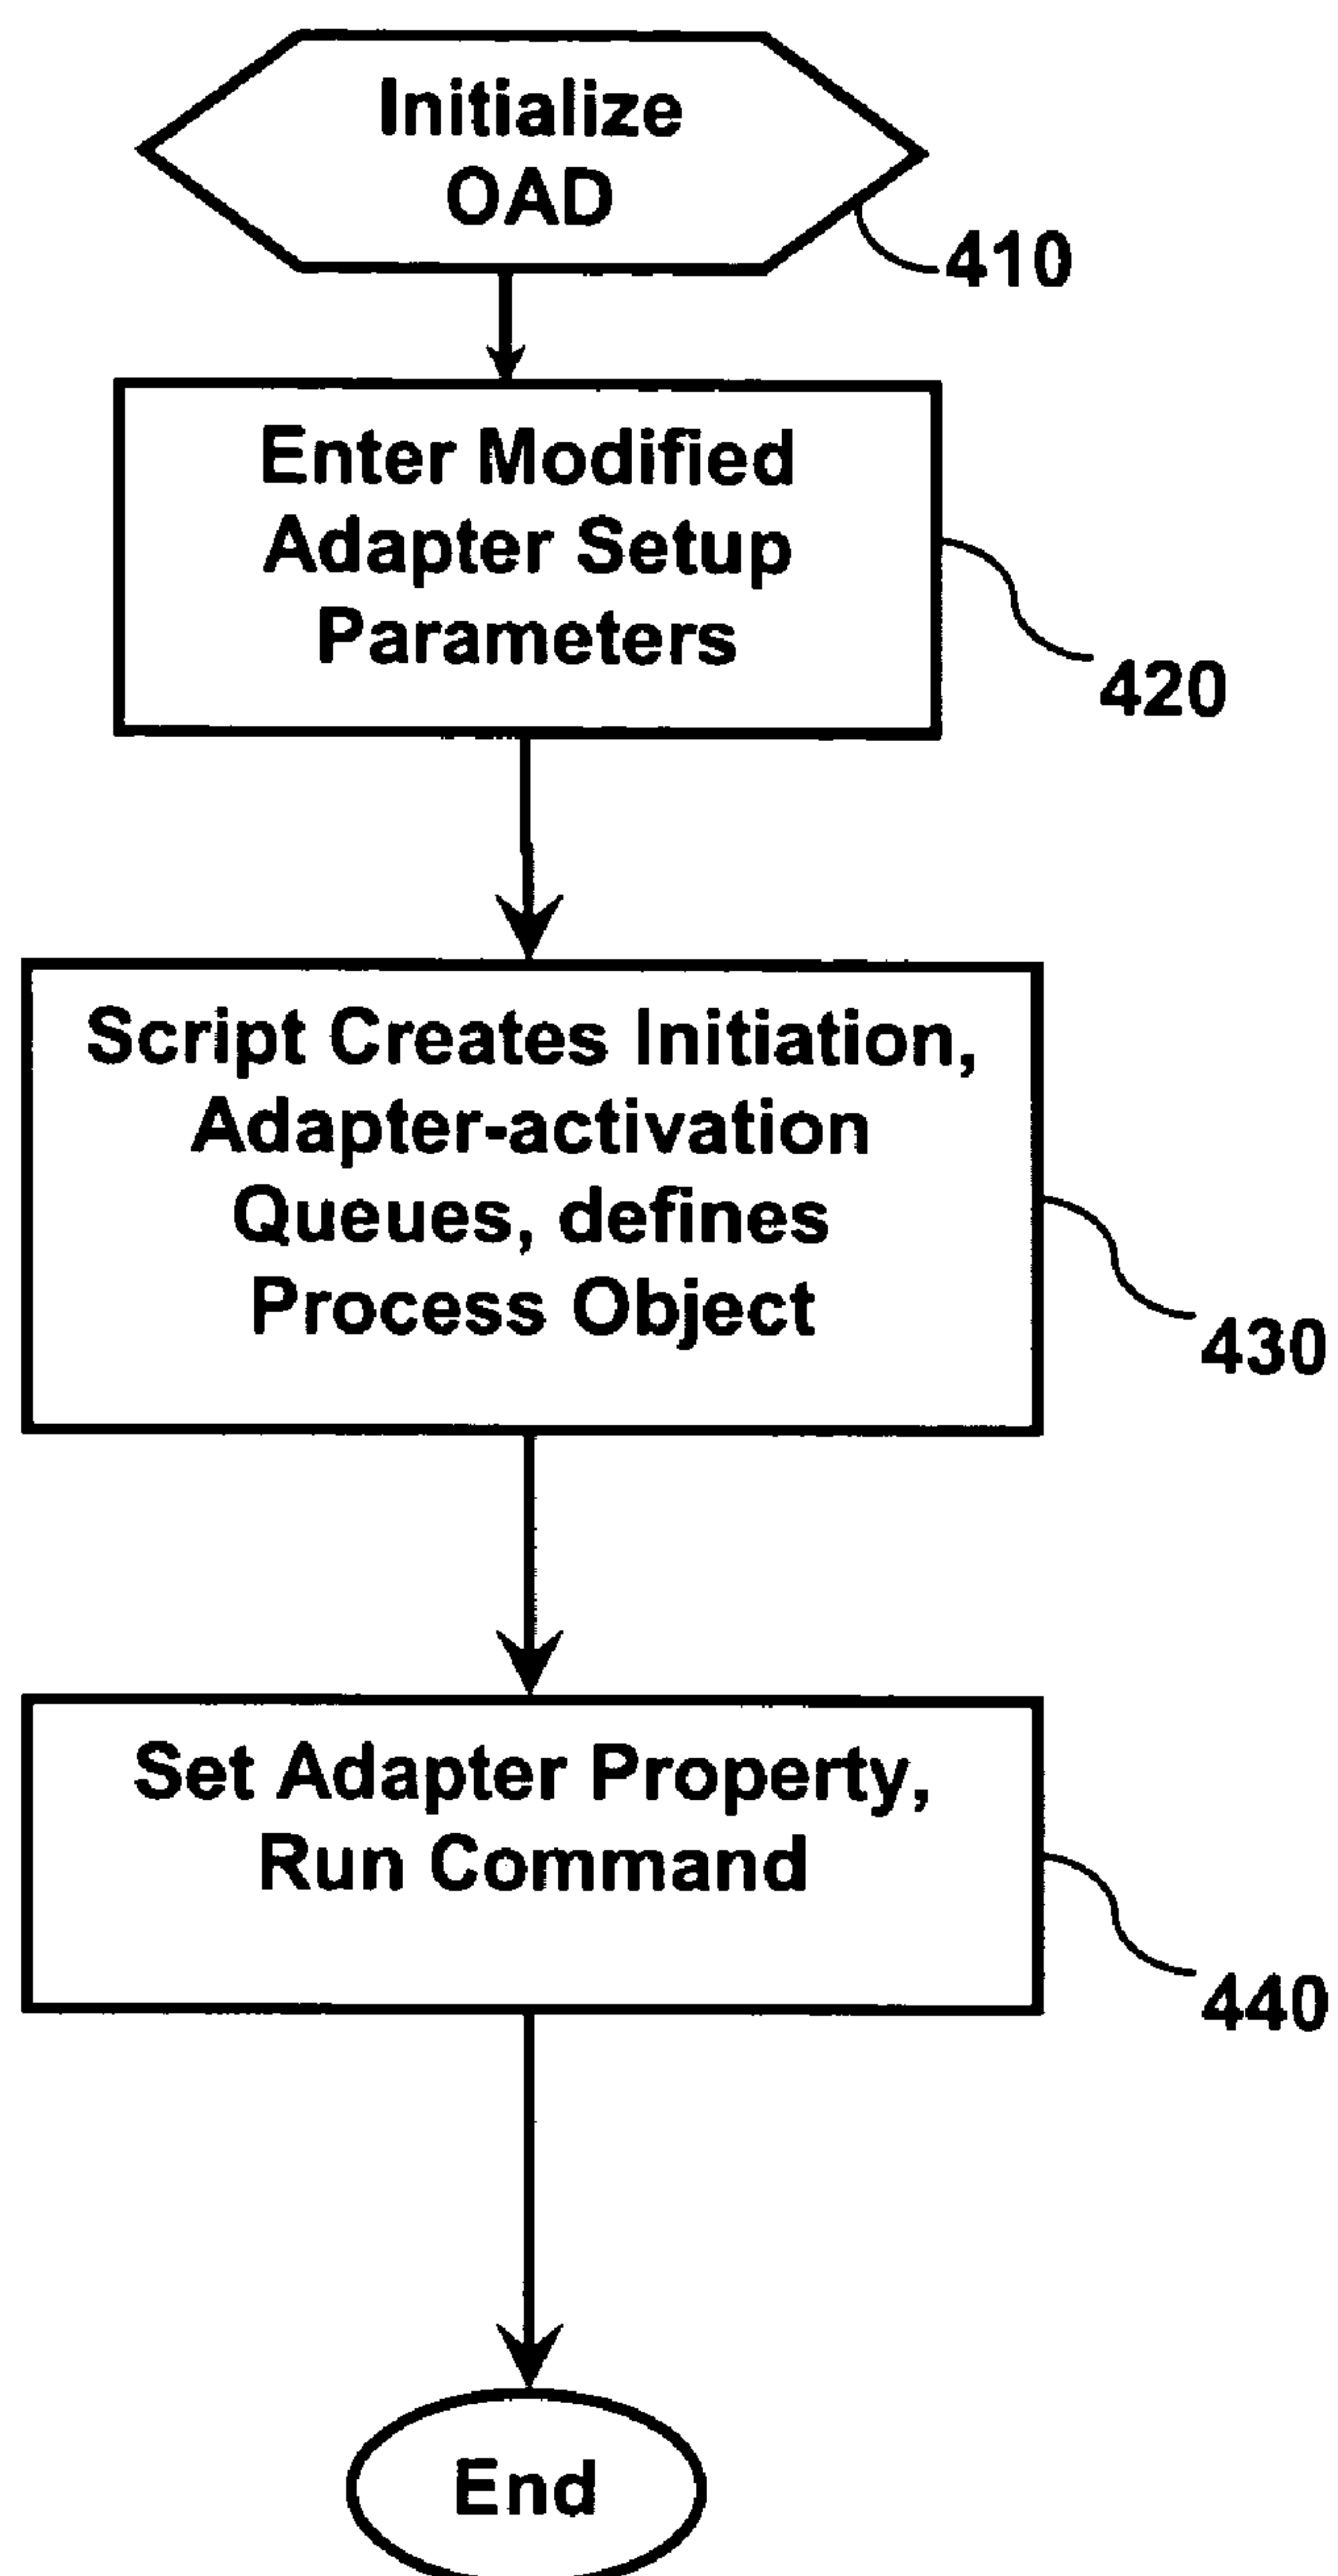 Initialize
OAD
410
Enter Modified
Adapter Setup
Parameters
420
Script Creates Initiation,
Adapter-activation
Queues, defines
Process Object
430
Set Adapter Property,
Run Command
440
End